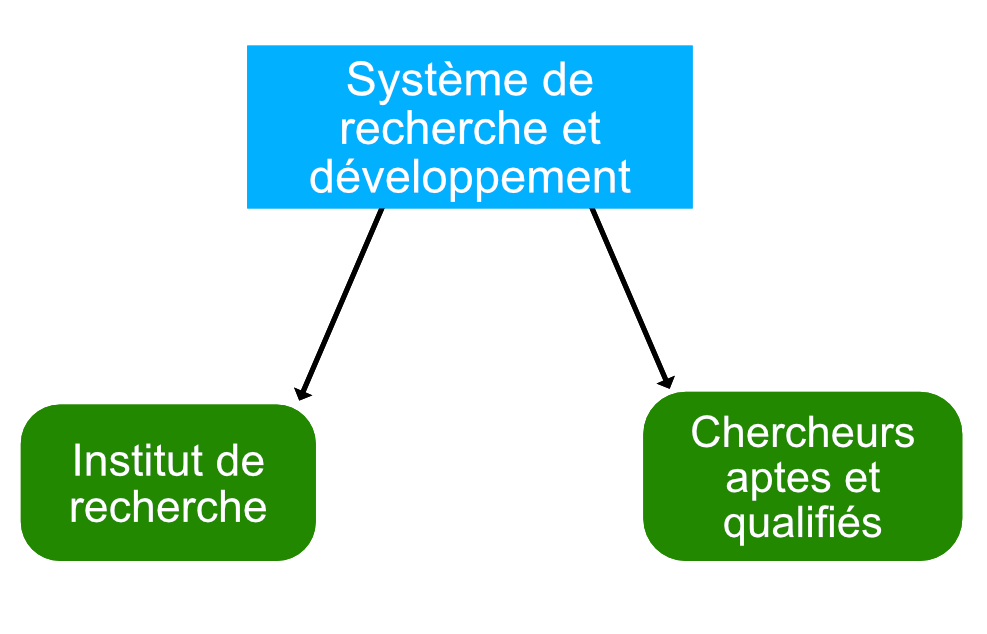 Système de
recherche et
développement
Institut de
recherche
Chercheurs
aptes et
qualifiés